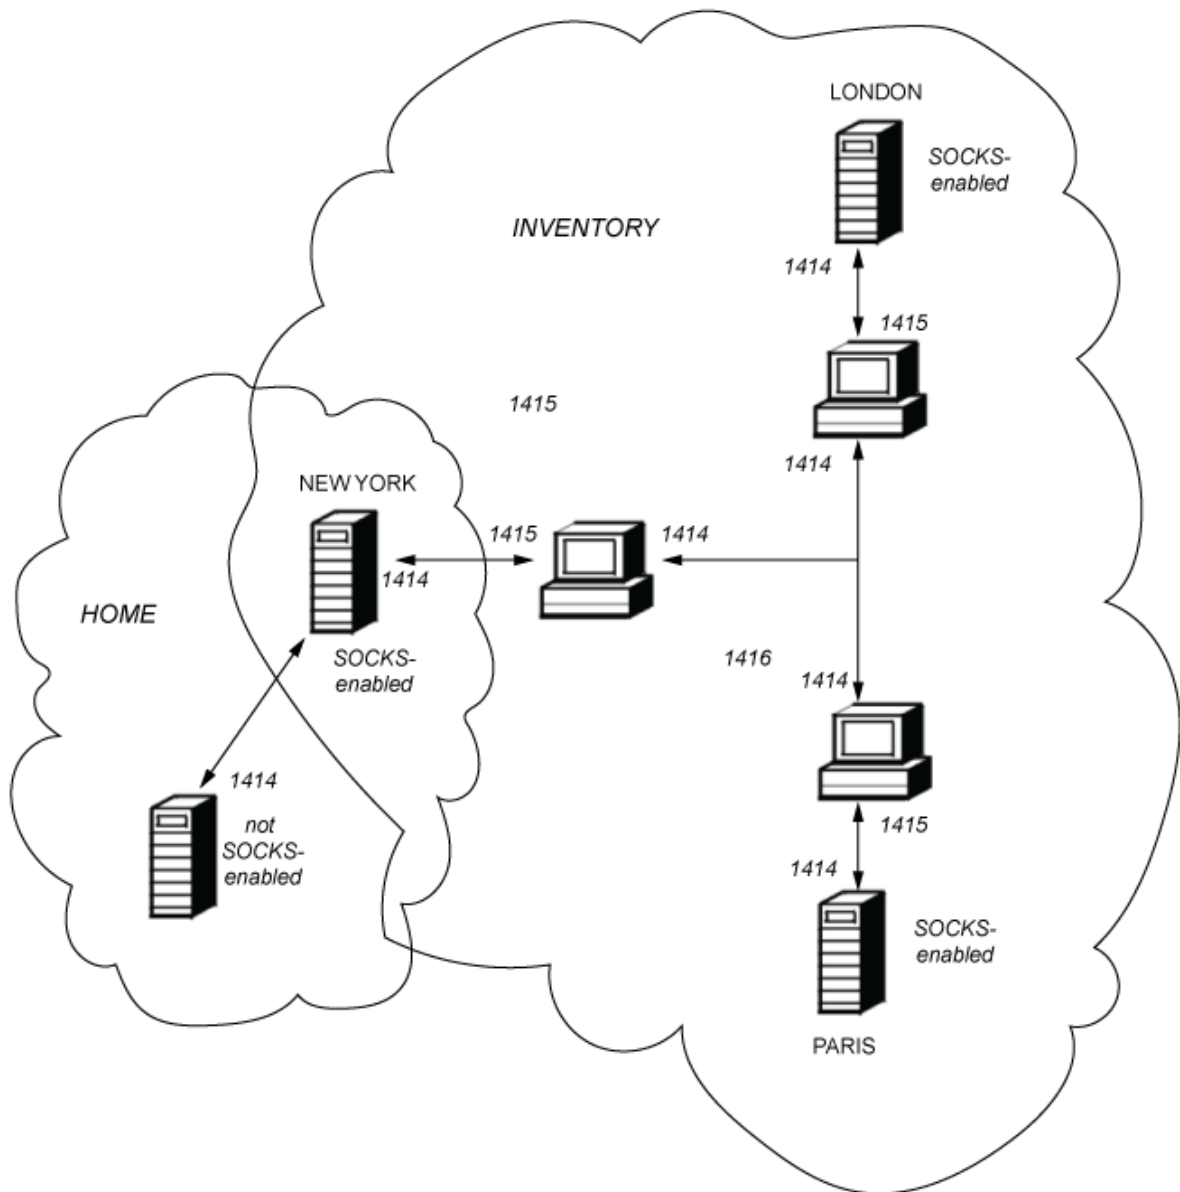 LONDON
SOCKS-
enabled
INVENTORY
1414
1415
1415
1414
NEW YORK
1415
1414
1414
HOME
SOCKS-
enabled
1416
1414
1414
not
SOCKS-
enabled
1415
1414
SOCKS-
enabled
PARIS